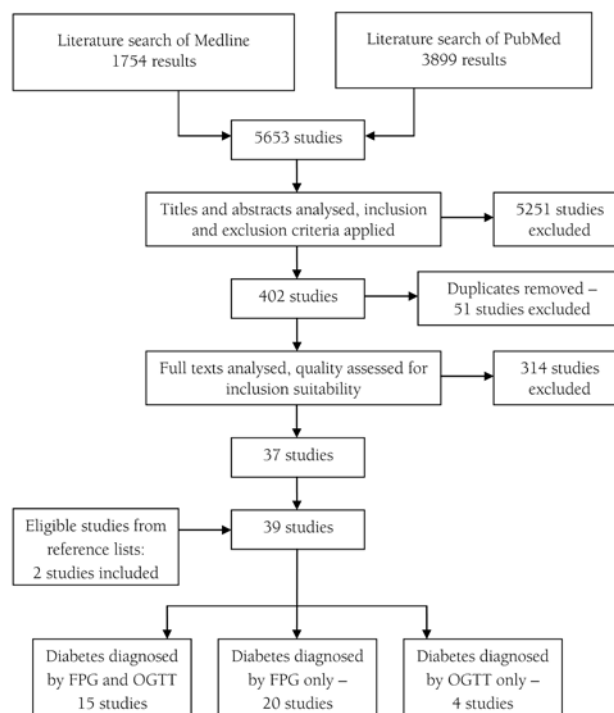 Literature search of Medline
1754 results
Literature search of PubMed
3899 results
5653 studies
Titles and abstracts analysed, inclusion
and exclusion criteria applied
5251 studies
excluded
402 studies
Duplicates removed –
51 studies excluded
Full texts analysed, quality assessed for
inclusion suitability
314 studies
excluded
37 studies
Eligible studies from
reference lists:
2 studies included
39 studies
Diabetes diagnosed
by FPG and OGTT
15 studies
Diabetes diagnosed
by FPG only –
20 studies
Diabetes diagnosed
by OGTT only –
4 studies